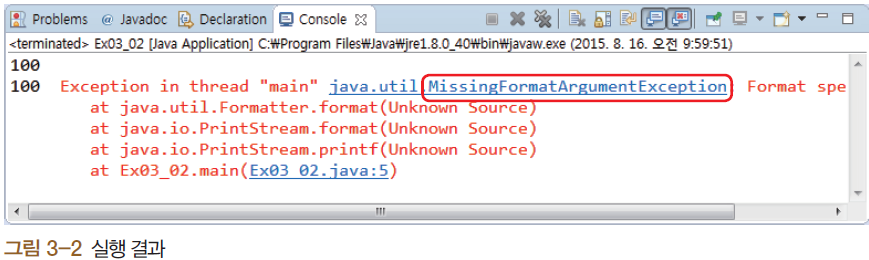 Problems @ Javadoc Declaration Console
<terminated> Ex03_02 [Java Application] C:₩Program Files₩Java₩jre1.8.0_40₩bin₩javaw.exe (2015. 8. 16. 오전 9:59:51)
100
100 Exception in thread "main" java.util.MissingFormatArgumentException: Format spe
at java.util.Formatter.format(Unknown Source)
at java.io.PrintStream.format(Unknown Source)
at java.io.PrintStream.printf(Unknown Source)
at Ex03_02.main(Ex03_02.java:5)
그림 3-2 실행 결과